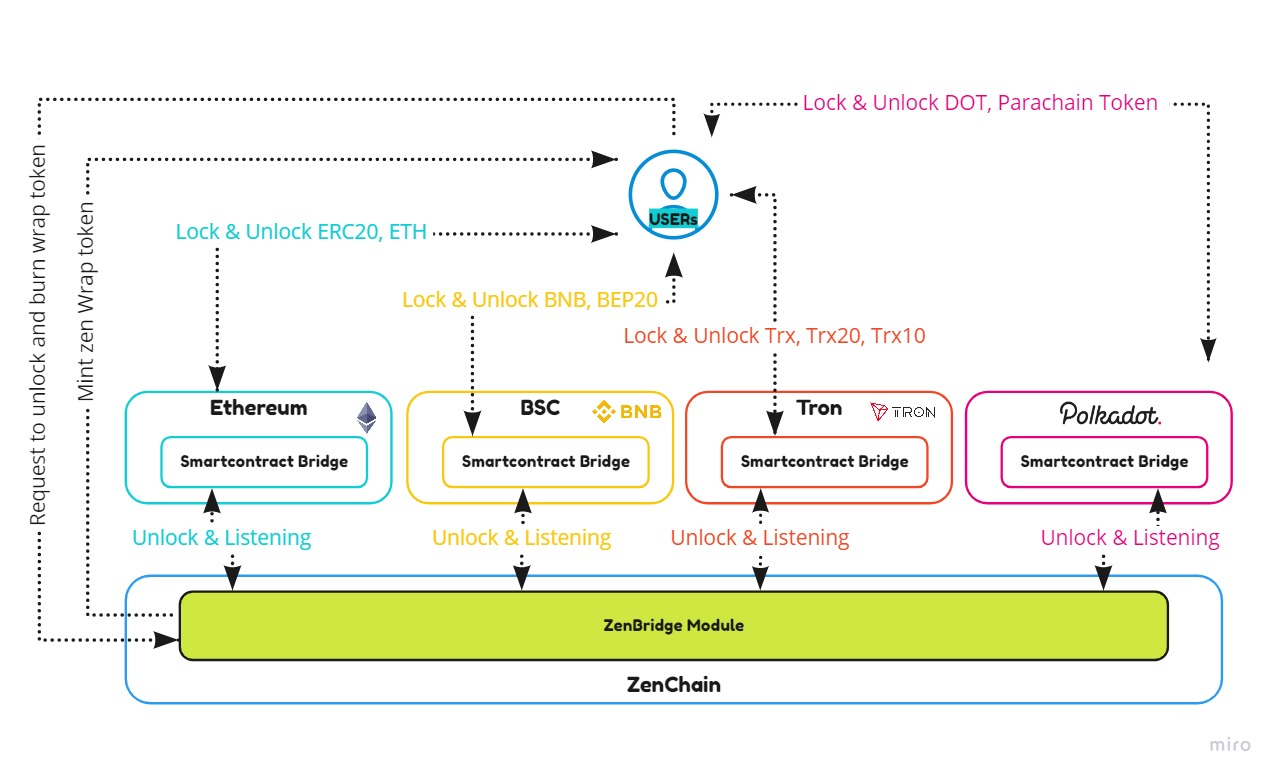 Lock & Unlock DOT, Parachain Token
Request to unlock and burn wrap token
Mint zen Wrap token
USERs
Lock & Unlock ERC20, ETH
Lock & Unlock BNB, BEP20
Lock & Unlock Trx, Trx20, Trx10
Ethereum
BSC
BNB
Tron
TRON
Polkadot.
Smartcontract Bridge
Smartcontract Bridge
Smartcontract Bridge
Smartcontract Bridge
Unlock & Listening
Unlock & Listening
Unlock & Listening
Unlock & Listening
ZenBridge Module
ZenChain
miro